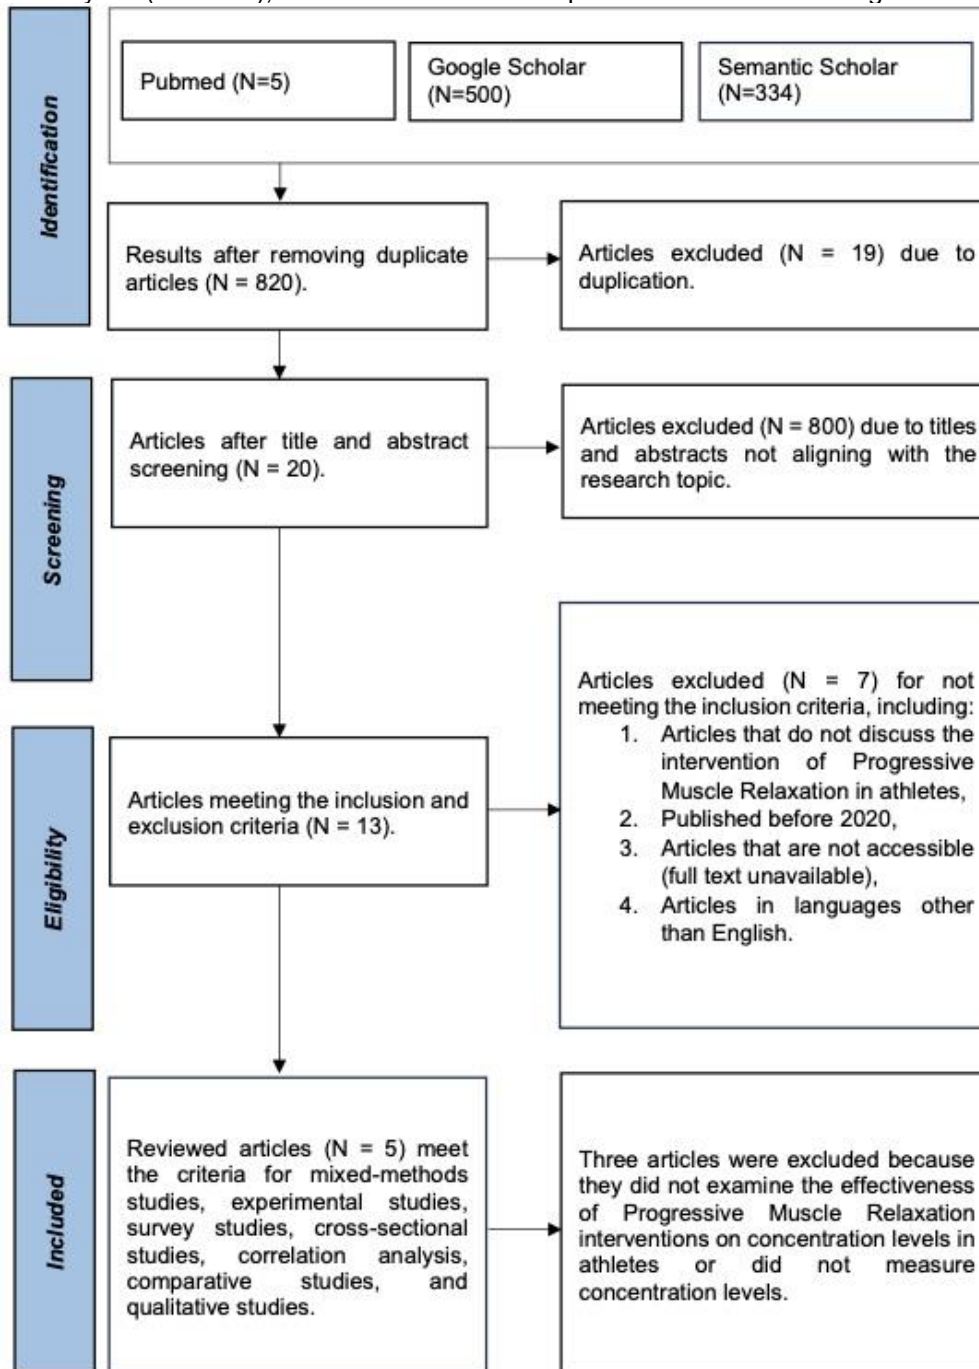 Identification
Pubmed (N=5)
Google Scholar
(N=500)
Semantic Scholar
(N=334)
Results after removing duplicate
articles (N = 820).
Articles excluded (N = 19) due to
duplication.
Screening
Articles after title and abstract
screening (N = 20).
Articles excluded (N = 800) due to titles
and abstracts not aligning with the
research topic.
Eligibility
Articles meeting the inclusion and
exclusion criteria (N = 13).
Articles excluded (N = 7) for not
meeting the inclusion criteria, including:
1. Articles that do not discuss the
intervention of Progressive
Muscle Relaxation in athletes,
2. Published before 2020,
3. Articles that are not accessible
(full text unavailable),
4. Articles in languages other
than English.
Included
Reviewed articles (N = 5) meet
the criteria for mixed-methods
studies, experimental studies,
survey studies, cross-sectional
studies, correlation analysis,
comparative studies, and
qualitative studies.
Three articles were excluded because
they did not examine the effectiveness
of Progressive Muscle Relaxation
interventions on concentration levels in
athletes or did not measure
concentration levels.